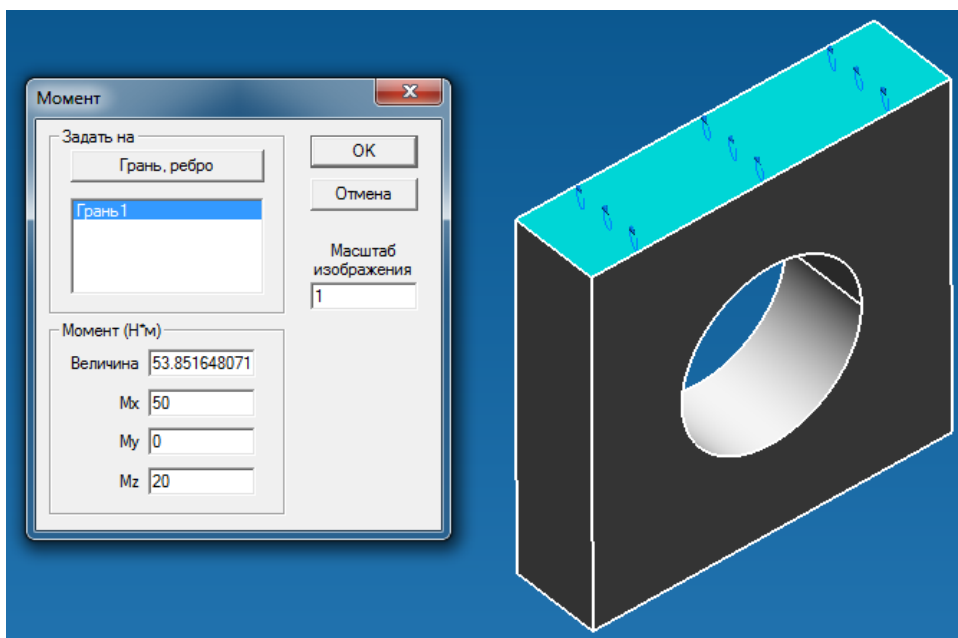 Момент
Задать на
Грань, ребро
Грань1
OK
Отмена
Масштаб
изображения
1
Момент (Н*м)
Величина 53.851648071
Mx 50
My 0
Mz 20